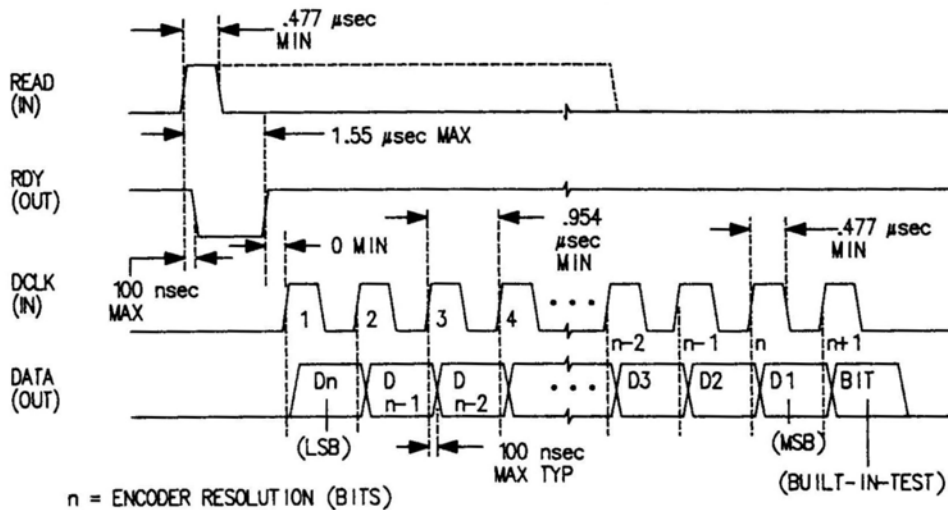 .477 µsec
MIN
READ
(IN)
1.55 µsec MAX
RDY
(OUT)
.954
µsec
MIN
.477 µsec
MIN
0 MIN
100 nsec
MAX
DCLK
(IN)
1
2
3
4
• • •
n-2
n-1
n
n+1
DATA
(OUT)
Dn
D
n-1
D
n-2
• • •
D3
D2
D1
BIT
(LSB)
100 nsec
MAX TYP
(MSB)
(BUILT-IN-TEST)
n = ENCODER RESOLUTION (BITS)